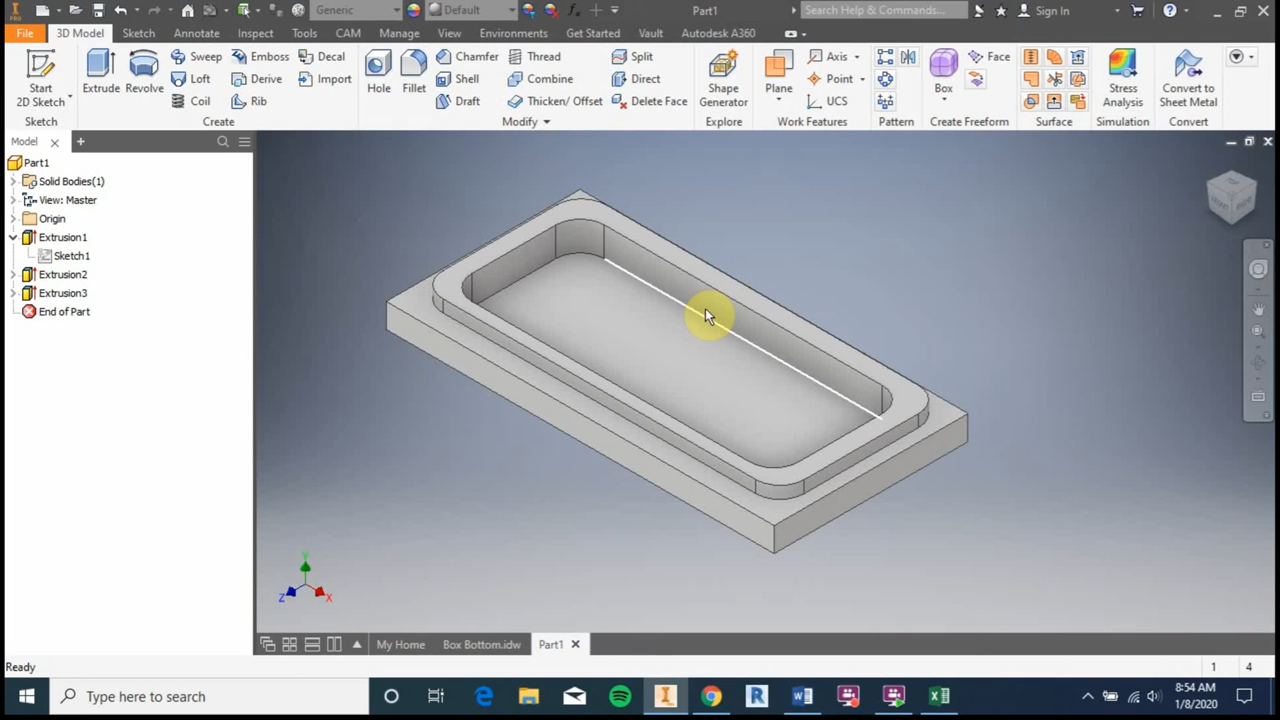 Generic Default Part1 Search Help & Commands... Sign In
PRO
File 3D Model Sketch Annotate Inspect Tools CAM Manage View Environments Get Started Vault Autodesk A360
Start
2D Sketch
Extrude Revolve
Sweep Emboss Decal
Loft Derive Import
Coil Rib
Hole Fillet
Chamfer Thread Split
Shell Combine Direct
Draft Thicken/ Offset Delete Face
Shape
Generator
Plane
Axis
Point
UCS
Box Face
Stress
Analysis
Convert to
Sheet Metal
Sketch Create Modify Explore Work Features Pattern Create Freeform Surface Simulation Convert
Model
Part1
Solid Bodies(1)
View: Master
Origin
Extrusion1
Sketch1
Extrusion2
Extrusion3
End of Part
Y
Z X
My Home Box Bottom.idw Part1
Ready 1 4
Type here to search
8:54 AM
1/8/2020